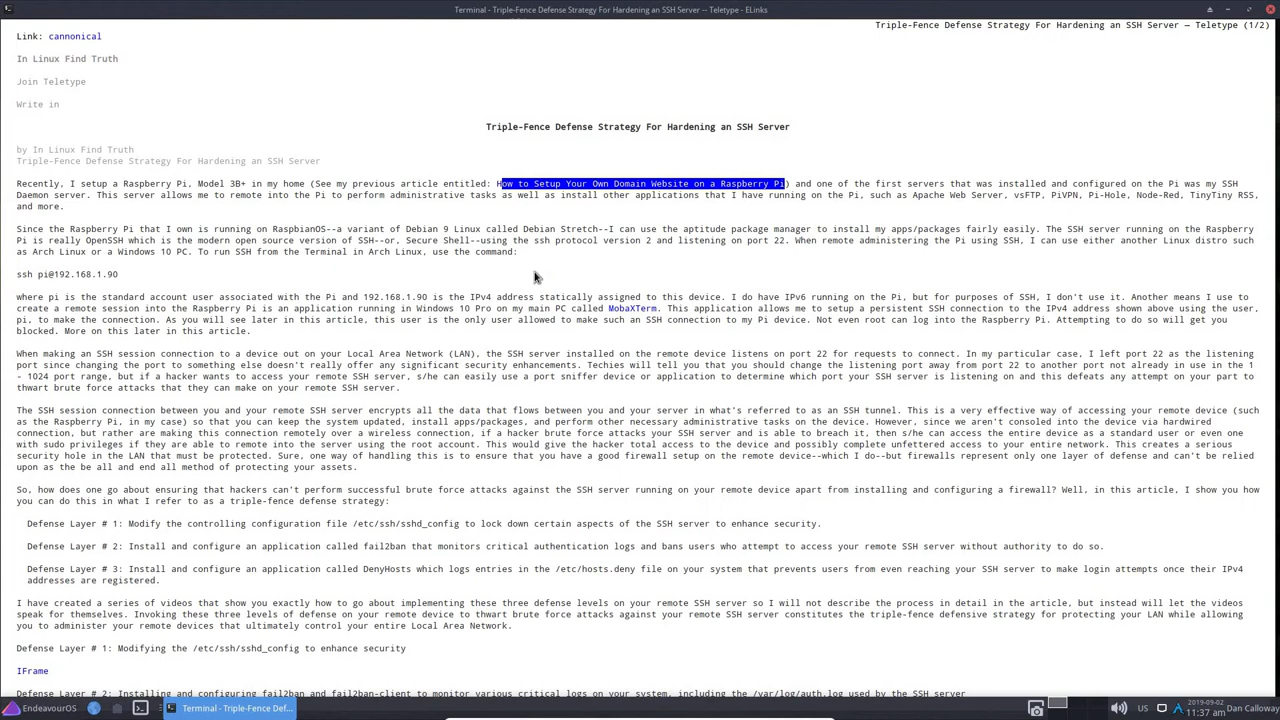 Terminal - Triple-Fence Defense Strategy For Hardening an SSH Server -- Teletype - ELinks
Triple-Fence Defense Strategy For Hardening an SSH Server — Teletype (1/2)
Link: cannonical
In Linux Find Truth
Join Teletype
Write in
Triple-Fence Defense Strategy For Hardening an SSH Server
by In Linux Find Truth
Triple-Fence Defense Strategy For Hardening an SSH Server
Recently, I setup a Raspberry Pi, Model 3B+ in my home (See my previous article entitled: How to Setup Your Own Domain Website on a Raspberry Pi) and one of the first servers that was installed and configured on the Pi was my SSH
Daemon server. This server allows me to remote into the Pi to perform administrative tasks as well as install other applications that I have running on the Pi, such as Apache Web Server, vsFTP, PiVPN, Pi-Hole, Node-Red, TinyTiny RSS,
and more.
Since the Raspberry Pi that I own is running on RaspbianOS--a variant of Debian 9 Linux called Debian Stretch--I can use the aptitude package manager to install my apps/packages fairly easily. The SSH server running on the Raspberry
Pi is really OpenSSH which is the modern open source version of SSH--or, Secure Shell--using the ssh protocol version 2 and listening on port 22. When remote administering the Pi using SSH, I can use either another Linux distro such
as Arch Linux or a Windows 10 PC. To run SSH from the Terminal in Arch Linux, use the command:
ssh pi@192.168.1.90
where pi is the standard account user associated with the Pi and 192.168.1.90 is the IPv4 address statically assigned to this device. I do have IPv6 running on the Pi, but for purposes of SSH, I don't use it. Another means I use to
create a remote session into the Raspberry Pi is an application running in Windows 10 Pro on my main PC called MobaXTerm. This application allows me to setup a persistent SSH connection to the IPv4 address shown above using the user,
pi, to make the connection. As you will see later in this article, this user is the only user allowed to make such an SSH connection to my Pi device. Not even root can log into the Raspberry Pi. Attempting to do so will get you
blocked. More on this later in this article.
When making an SSH session connection to a device out on your Local Area Network (LAN), the SSH server installed on the remote device listens on port 22 for requests to connect. In my particular case, I left port 22 as the listening
port since changing the port to something else doesn't really offer any significant security enhancements. Techies will tell you that you should change the listening port away from port 22 to another port not already in use in the 1
- 1024 port range, but if a hacker wants to access your remote SSH server, s/he can easily use a port sniffer device or application to determine which port your SSH server is listening on and this defeats any attempt on your part to
thwart brute force attacks that they can make on your remote SSH server.
The SSH session connection between you and your remote SSH server encrypts all the data that flows between you and your server in what's referred to as an SSH tunnel. This is a very effective way of accessing your remote device (such
as the Raspberry Pi, in my case) so that you can keep the system updated, install apps/packages, and perform other necessary administrative tasks on the device. However, since we aren't consoled into the device via hardwired
connection, but rather are making this connection remotely over a wireless connection, if a hacker brute force attacks your SSH server and is able to breach it, then s/he can access the entire device as a standard user or even one
with sudo privileges if they are able to remote into the server using the root account. This would give the hacker total access to the device and possibly complete unfettered access to your entire network. This creates a serious
security hole in the LAN that must be protected. Sure, one way of handling this is to ensure that you have a good firewall setup on the remote device--which I do--but firewalls represent only one layer of defense and can't be relied
upon as the be all and end all method of protecting your assets.
So, how does one go about ensuring that hackers can't perform successful brute force attacks against the SSH server running on your remote device apart from installing and configuring a firewall? Well, in this article, I show you how
you can do this in what I refer to as a triple-fence defense strategy:
Defense Layer # 1: Modify the controlling configuration file /etc/ssh/sshd_config to lock down certain aspects of the SSH server to enhance security.
Defense Layer # 2: Install and configure an application called fail2ban that monitors critical authentication logs and bans users who attempt to access your remote SSH server without authority to do so.
Defense Layer # 3: Install and configure an application called DenyHosts which logs entries in the /etc/hosts.deny file on your system that prevents users from even reaching your SSH server to make login attempts once their IPv4
addresses are registered.
I have created a series of videos that show you exactly how to go about implementing these three defense levels on your remote SSH server so I will not describe the process in detail in the article, but instead will let the videos
speak for themselves. Invoking these three levels of defense on your remote device to thwart brute force attacks against your remote SSH server constitutes the triple-fence defensive strategy for protecting your LAN while allowing
you to administer your remote devices that ultimately control your entire Local Area Network.
Defense Layer # 1: Modifying the /etc/ssh/sshd_config to enhance security
IFrame
Defense Layer # 2: Installing and configuring fail2ban and fail2ban-client to monitor various critical logs on your system, including the /var/log/auth.log used by the SSH server
EndeavourOS
Terminal - Triple-Fence Def...
US
2019-09-02
11:37 am
Dan Calloway